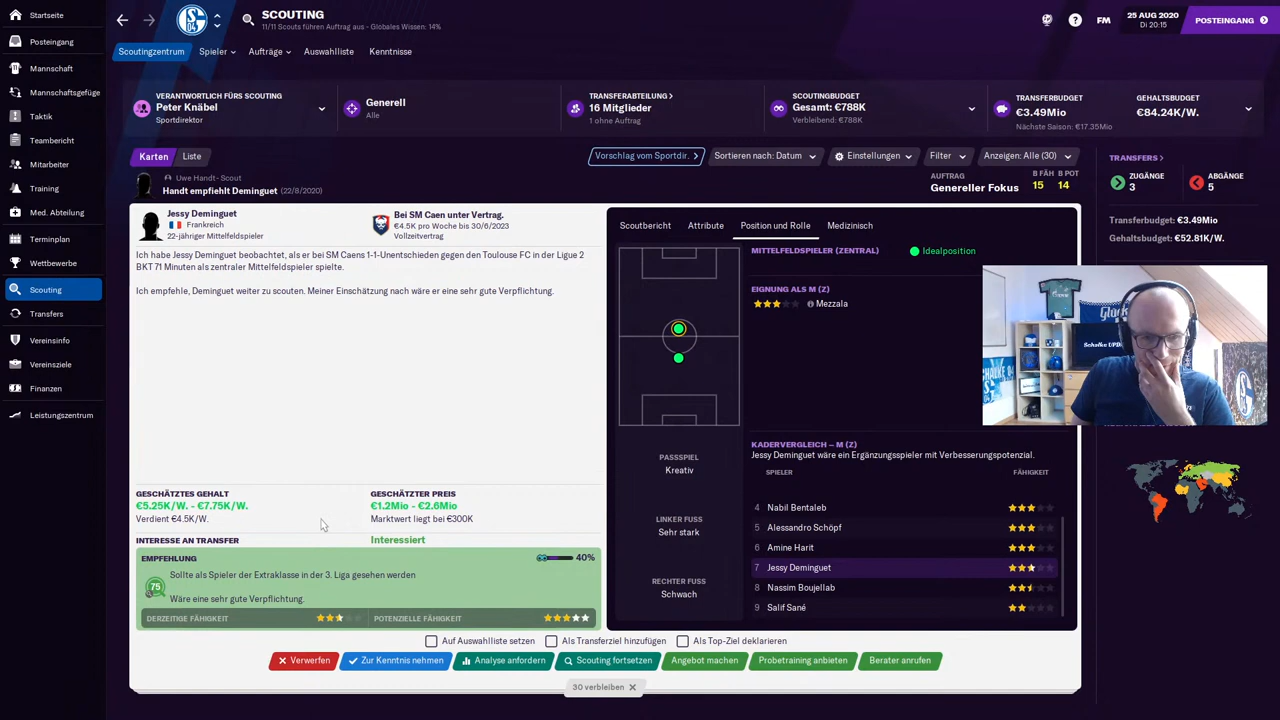 Startseite
Posteingang
Mannschaft
Mannschaftsgefüge
Taktik
Teambericht
Mitarbeiter
Training
Med. Abteilung
Terminplan
Wettbewerbe
Scouting
Transfers
Vereinsinfo
Vereinsziele
Finanzen
Leistungszentrum
SCOUTING
11/11 Scouts führen Auftrag aus - Globales Wissen: 14%
FM
25 AUG 2020
Di 20:15
POSTEINGANG
Scoutingzentrum
Spieler
Aufträge
Auswahlliste
Kenntnisse
VERANTWORTLICH FÜRS SCOUTING
Peter Knäbel
Sportdirektor
Generell
Alle
TRANSFERABTEILUNG
16 Mitglieder
1 ohne Auftrag
SCOUTINGBUDGET
Gesamt: €788K
Verbleibend: €788K
TRANSFERBUDGET
€3.49Mio
Nächste Saison: €17.35Mio
GEHALTSBUDGET
€84.24K/W.
Karten
Liste
Vorschlag vom Sportdir.
Sortieren nach: Datum
Einstellungen
Filter
Anzeigen: Alle (30)
TRANSFERS
ZUGÄNGE
3
ABGÄNGE
5
Transferbudget: €3.49Mio
Gehaltsbudget: €52.81K/W.
Uwe Handt - Scout
Handt empfiehlt Deminguet (22/8/2020)
AUFTRAG
Genereller Fokus
B FÄH
15
B POT
14
Jessy Deminguet
Frankreich
22-jähriger Mittelfeldspieler
Bei SM Caen unter Vertrag.
€4.5K pro Woche bis 30/6/2023
Vollzeitvertrag
Ich habe Jessy Deminguet beobachtet, als er bei SM Caens 1-1-Unentschieden gegen den Toulouse FC in der Ligue 2
BKT 71 Minuten als zentraler Mittelfeldspieler spielte.
Ich empfehle, Deminguet weiter zu scouten. Meiner Einschätzung nach wäre er eine sehr gute Verpflichtung.
GESCHÄTZTES GEHALT
€5.25K/W. - €7.75K/W.
Verdient €4.5K/W.
GESCHÄTZTER PREIS
€1.2Mio - €2.6Mio
Marktwert liegt bei €300K
INTERESSE AN TRANSFER
Interessiert
EMPFEHLUNG
40%
75
Sollte als Spieler der Extraklasse in der 3. Liga gesehen werden
Wäre eine sehr gute Verpflichtung.
DERZEITIGE FÄHIGKEIT
POTENZIELLE FÄHIGKEIT
Scoutbericht
Attribute
Position und Rolle
Medizinisch
MITTELFELDSPIELER (ZENTRAL)
Idealposition
EIGNUNG ALS M (Z)
Mezzala
PASSSPIEL
Kreativ
LINKER FUSS
Sehr stark
RECHTER FUSS
Schwach
KADERVERGLEICH – M (Z)
Jessy Deminguet wäre ein Ergänzungsspieler mit Verbesserungspotenzial.
SPIELER
FÄHIGKEIT
4 Nabil Bentaleb
5 Alessandro Schöpf
6 Amine Harit
7 Jessy Deminguet
8 Nassim Boujellab
9 Salif Sané
Auf Auswahlliste setzen
Als Transferziel hinzufügen
Als Top-Ziel deklarieren
Verwerfen
Zur Kenntnis nehmen
Analyse anfordern
Scouting fortsetzen
Angebot machen
Probetraining anbieten
Berater anrufen
30 verbleiben